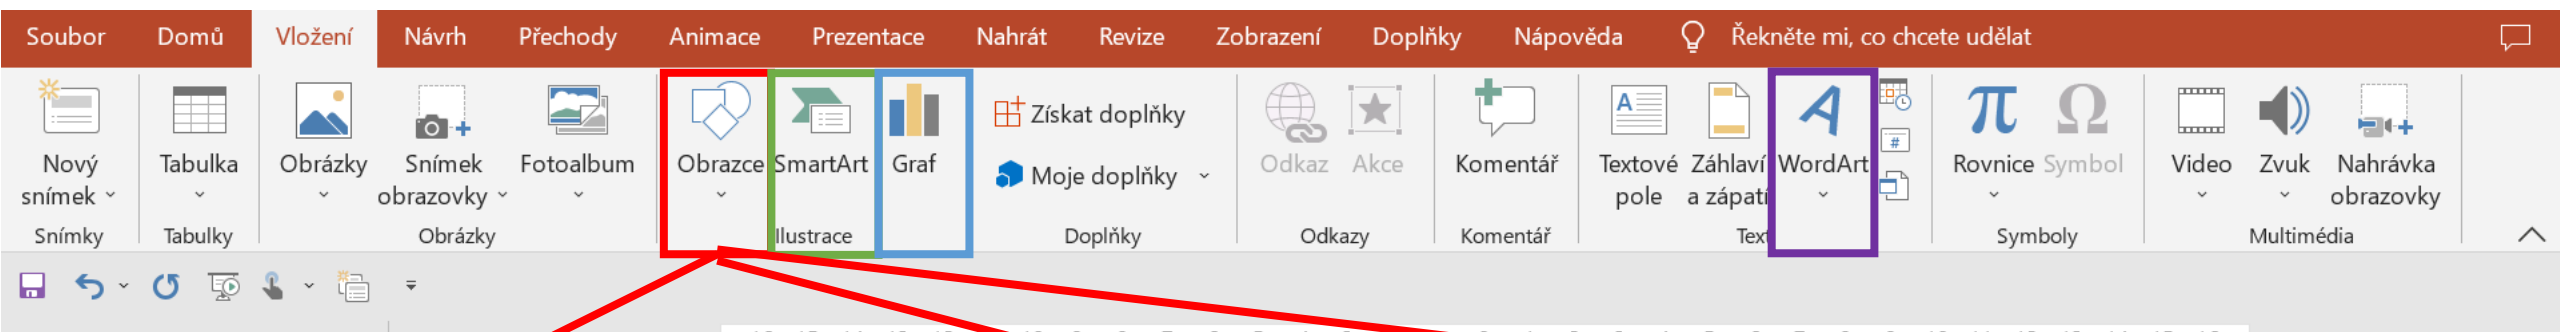 Soubor Domů Vložení Návrh Přechody Animace Prezentace Nahrát Revize Zobrazení Doplňky Nápověda Řekněte mi, co chcete udělat
Nový snímek
Tabulka
Obrázky
Snímek obrazovky
Fotoalbum
Obrazce
SmartArt
Graf
Získat doplňky
Moje doplňky
Odkaz
Akce
Komentář
Textové pole
Záhlaví a zápatí
WordArt
Rovnice
Symbol
Video
Zvuk
Nahrávka obrazovky
Snímky Tabulky Obrázky Ilustrace Doplňky Odkazy Komentář Text Symboly Multimédia